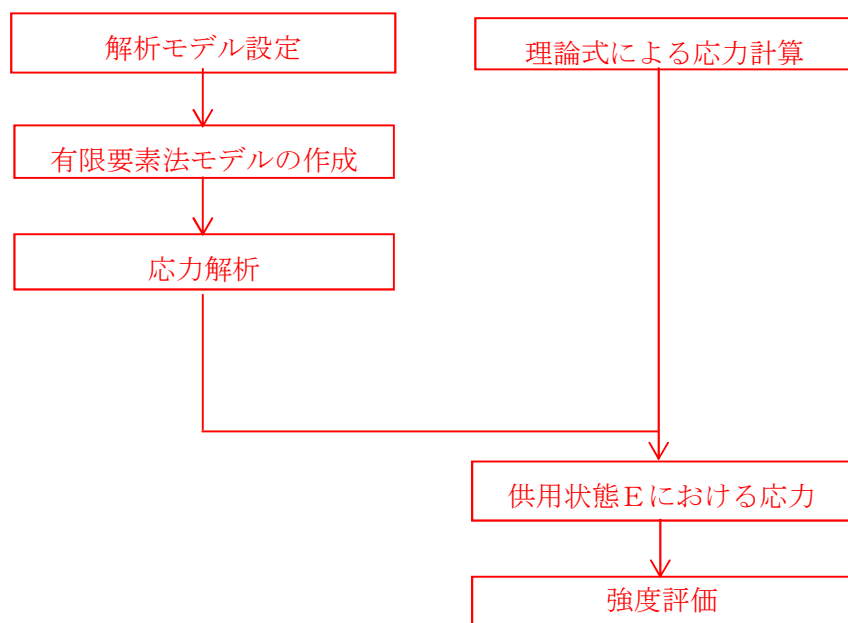 解析モデル設定
理論式による応力計算
有限要素法モデルの作成
応力解析
供用状態Ｅにおける応力
強度評価